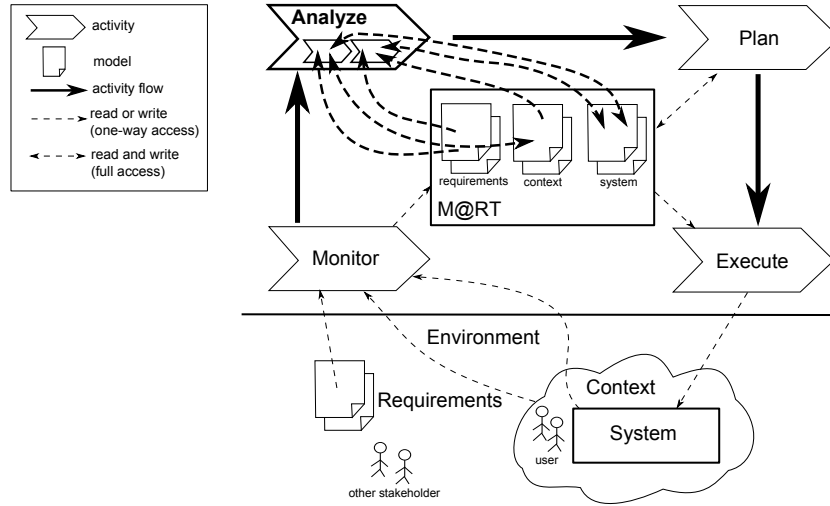 activity
model
activity flow
read or write
(one-way access)
read and write
(full access)
Analyze
Plan
requirements
context
system
M@RT
Monitor
Execute
Environment
Requirements
Context
System
user
other stakeholder